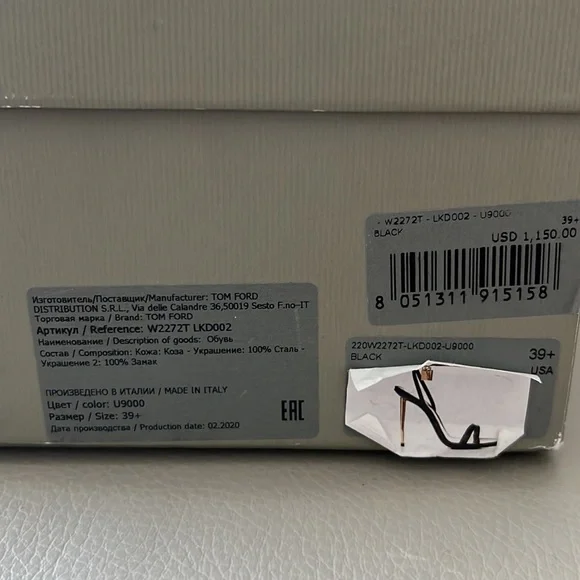 - W2272T - LKD002 - U9000 39+
BLACK
USD 1,150.00
8 051311 915158
Изготовитель/Поставщик/Manufacturer: TOM FORD
DISTRIBUTION S.R.L., Via delle Calandre 36,50019 Sesto F.no-IT
Торговая марка / Brand: TOM FORD
Артикул / Reference: W2272T LKD002
Наименование / Description of goods: Обувь
Состав / Composition: Кожа: Коза - Украшение: 100% Сталь -
Украшение 2: 100% Замак
ПРОИЗВЕДЕНО В ИТАЛИИ / MADE IN ITALY
Цвет / color: U9000
Размер / Size: 39+
Дата производства / Production date: 02.2020
EAC
220W2272T-LKD002-U9000
BLACK
39+
USA